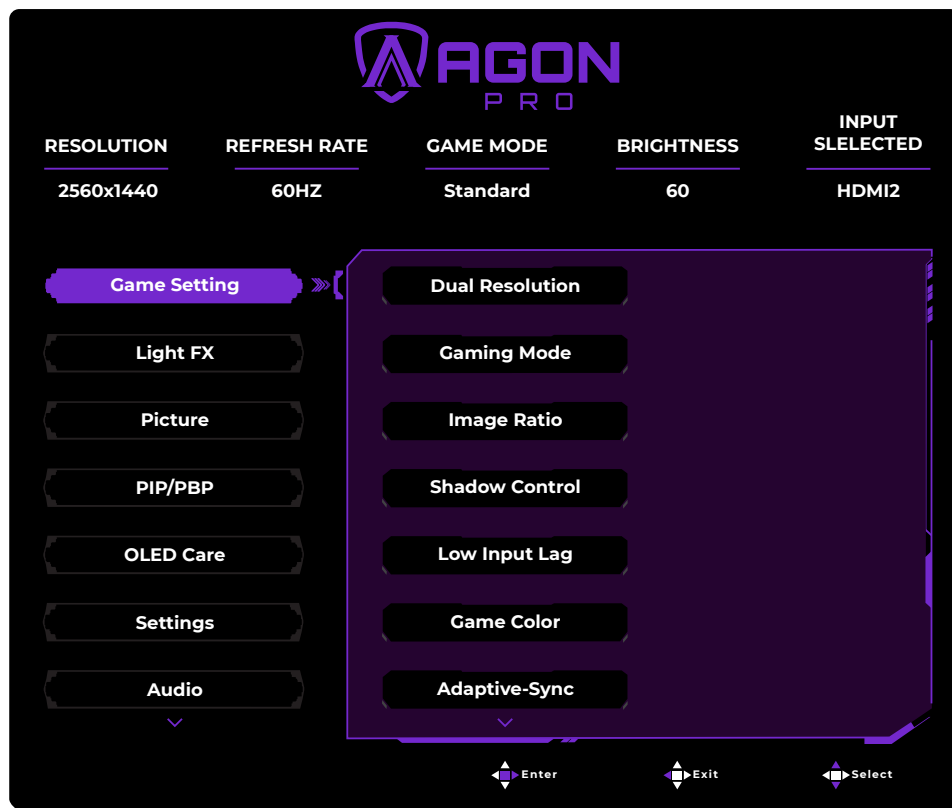 AGON
PRO
RESOLUTION
REFRESH RATE
GAME MODE
BRIGHTNESS
INPUT
SLELECTED
2560x1440
60HZ
Standard
60
HDMI2
Game Setting
Light FX
Picture
PIP/PBP
OLED Care
Settings
Audio
Dual Resolution
Gaming Mode
Image Ratio
Shadow Control
Low Input Lag
Game Color
Adaptive-Sync
Enter
Exit
Select